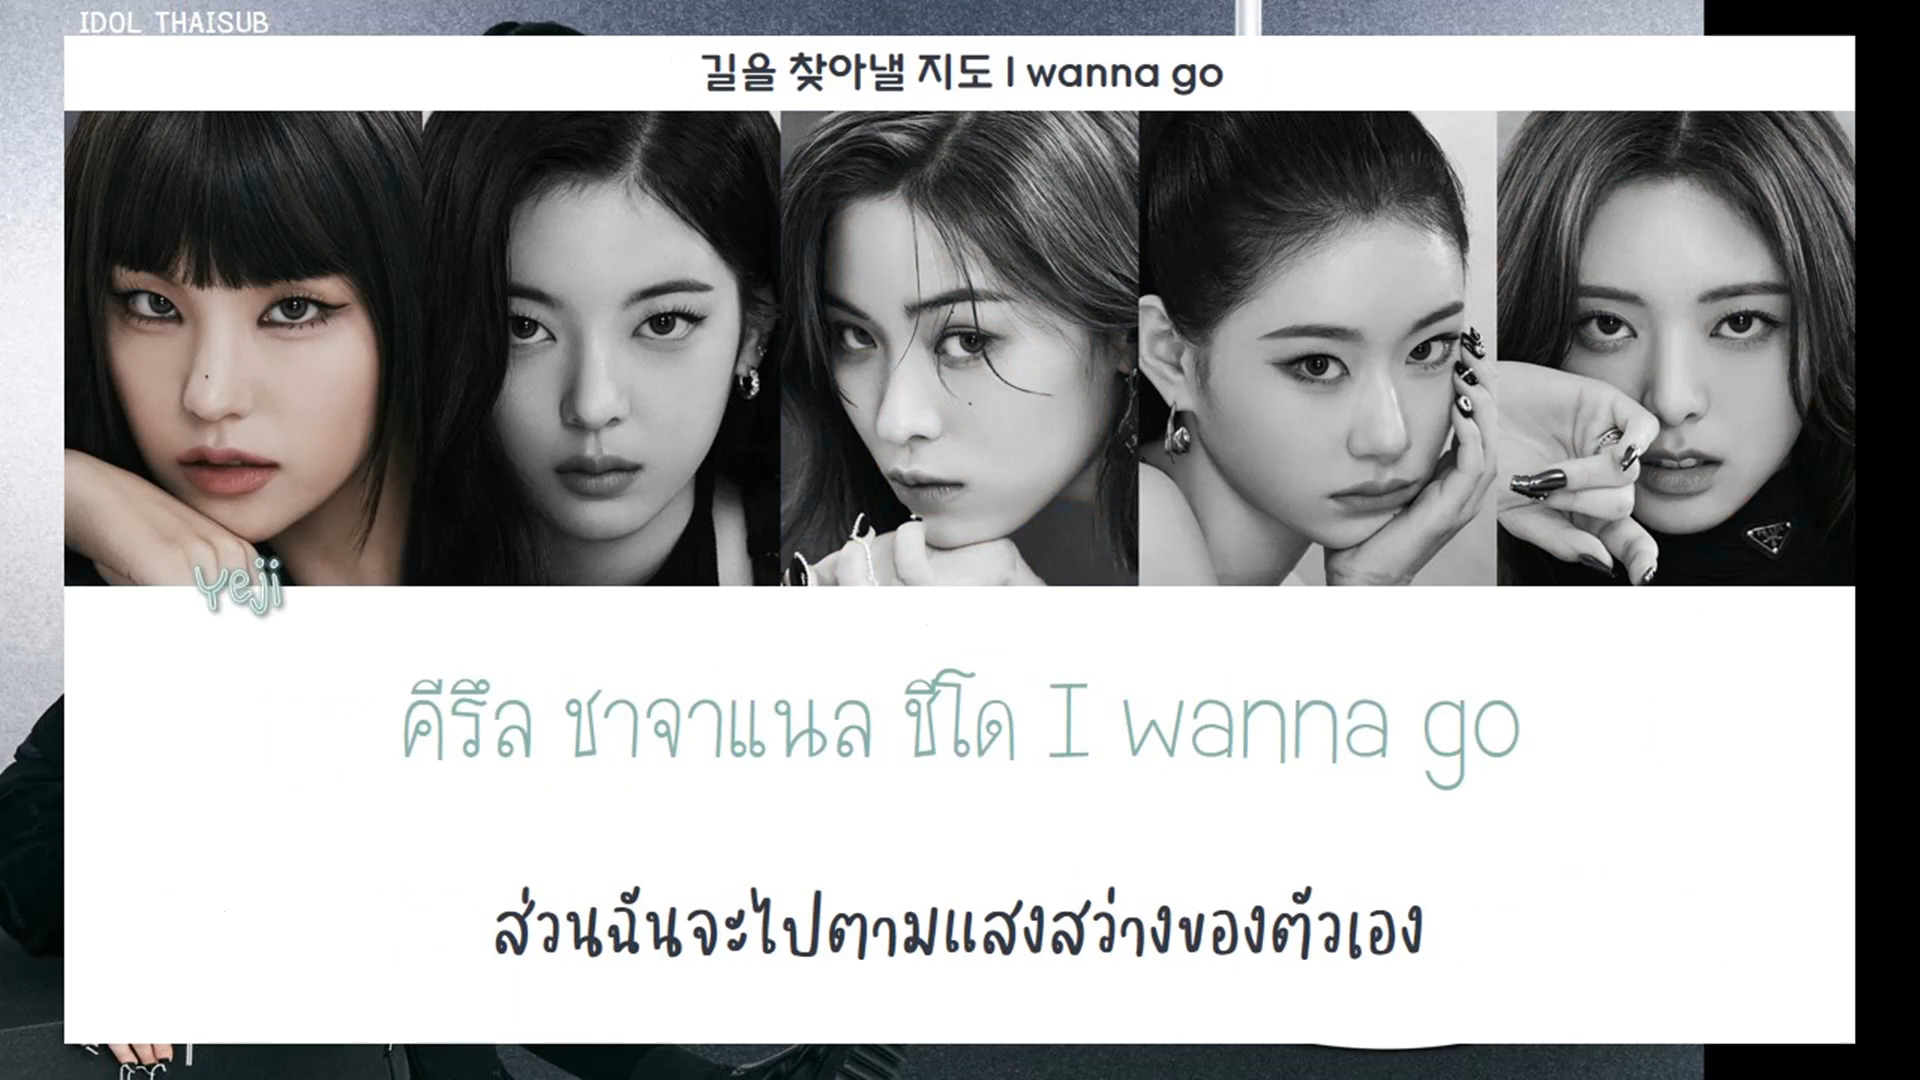 IDOL THAISUB
길을 찾아낼 지도 I wanna go
Yeji
คีรึล ชาจาแนล ชีโด I wanna go
ส่วนฉันจะไปตามแสงสว่างของตัวเอง